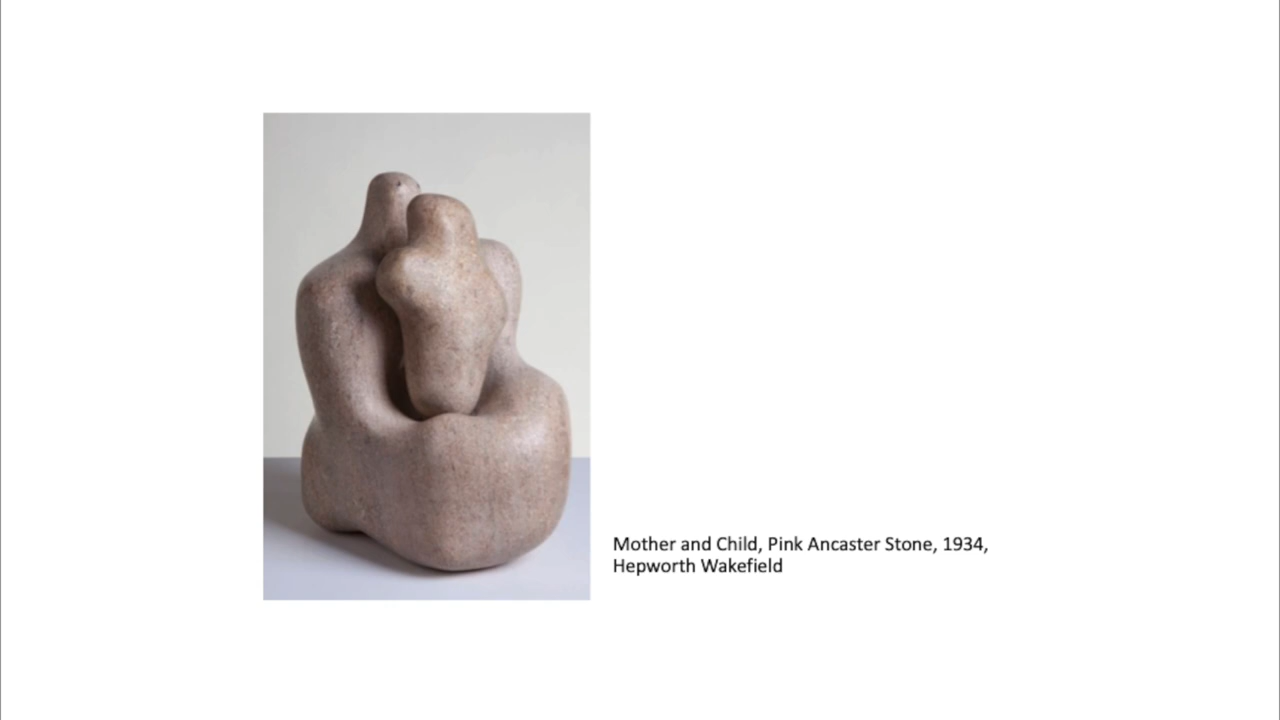 Mother and Child, Pink Ancaster Stone, 1934,
Hepworth Wakefield